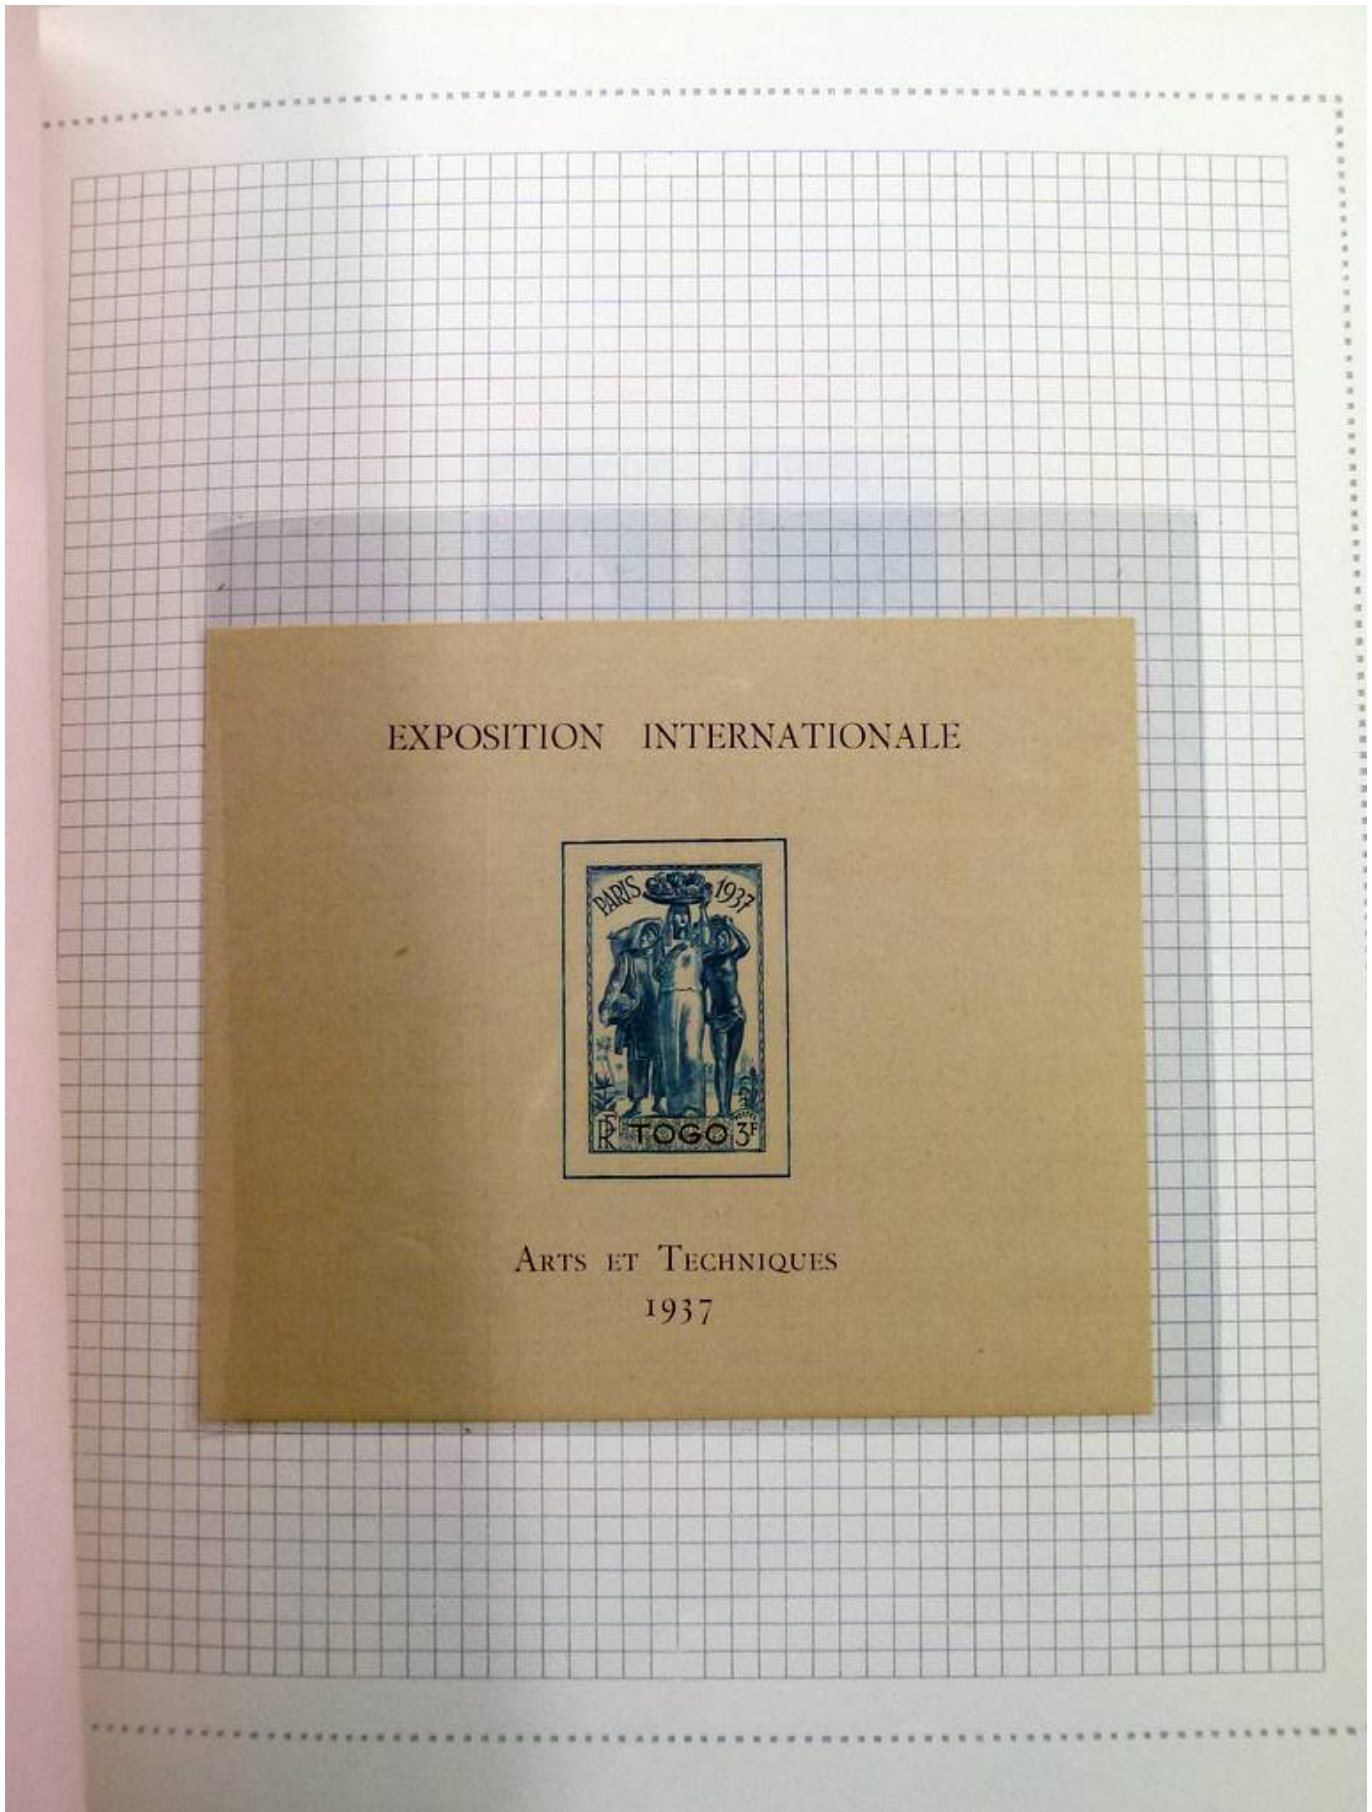 EXPOSITION INTERNATIONALE
PARIS 1937
RF TOGO 3F
ARTS ET TECHNIQUES
1937